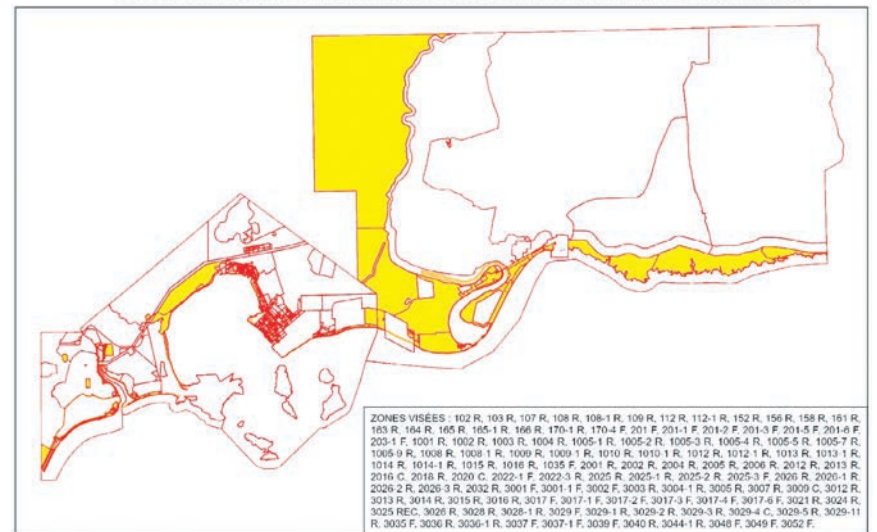 ZONES VISÉES : 102 R, 103 R, 107 R, 108 R, 108-1 R, 109 R, 112 R, 112-1 R, 152 R, 156 R, 158 R, 161 R,
163 R, 164 R, 165 R, 165-1 R, 166 R, 170-1 R, 170-4 F, 201 F, 201-1 F, 201-2 F, 201-3 F, 201-5 F, 201-6 F,
203-1 F, 1001 R, 1002 R, 1003 R, 1004 R, 1005-1 R, 1005-2 R, 1005-3 R, 1005-4 R, 1005-5 R, 1005-7 R,
1005-9 R, 1008 R, 1008-1 R, 1009 R, 1009-1 R, 1010 R, 1010-1 R, 1012 R, 1012-1 R, 1013 R, 1013-1 R,
1014 R, 1014-1 R, 1015 R, 1016 R, 1035 F, 2001 R, 2002 R, 2004 R, 2005 R, 2006 R, 2012 R, 2013 R,
2016 C, 2018 R, 2020 C, 2022-1 F, 2022-3 R, 2025 R, 2025-1 R, 2025-2 R, 2025-3 F, 2026 R, 2026-1 R,
2026-2 R, 2026-3 R, 2032 R, 3001 F, 3001-1 F, 3002 F, 3003 R, 3004-1 R, 3005 R, 3007 R, 3009 C, 3012 R,
3013 R, 3014 R, 3015 R, 3016 R, 3017 F, 3017-1 F, 3017-2 F, 3017-3 F, 3017-4 F, 3017-6 F, 3021 R, 3024 R,
3025 REC, 3026 R, 3028 R, 3028-1 R, 3029 F, 3029-1 R, 3029-2 R, 3029-3 R, 3029-4 C, 3029-5 R, 3029-11
R, 3035 F, 3036 R, 3036-1 R, 3037 F, 3037-1 F, 3039 F, 3040 R, 3044-1 R, 3048 F, 3049 F, 3052 F.